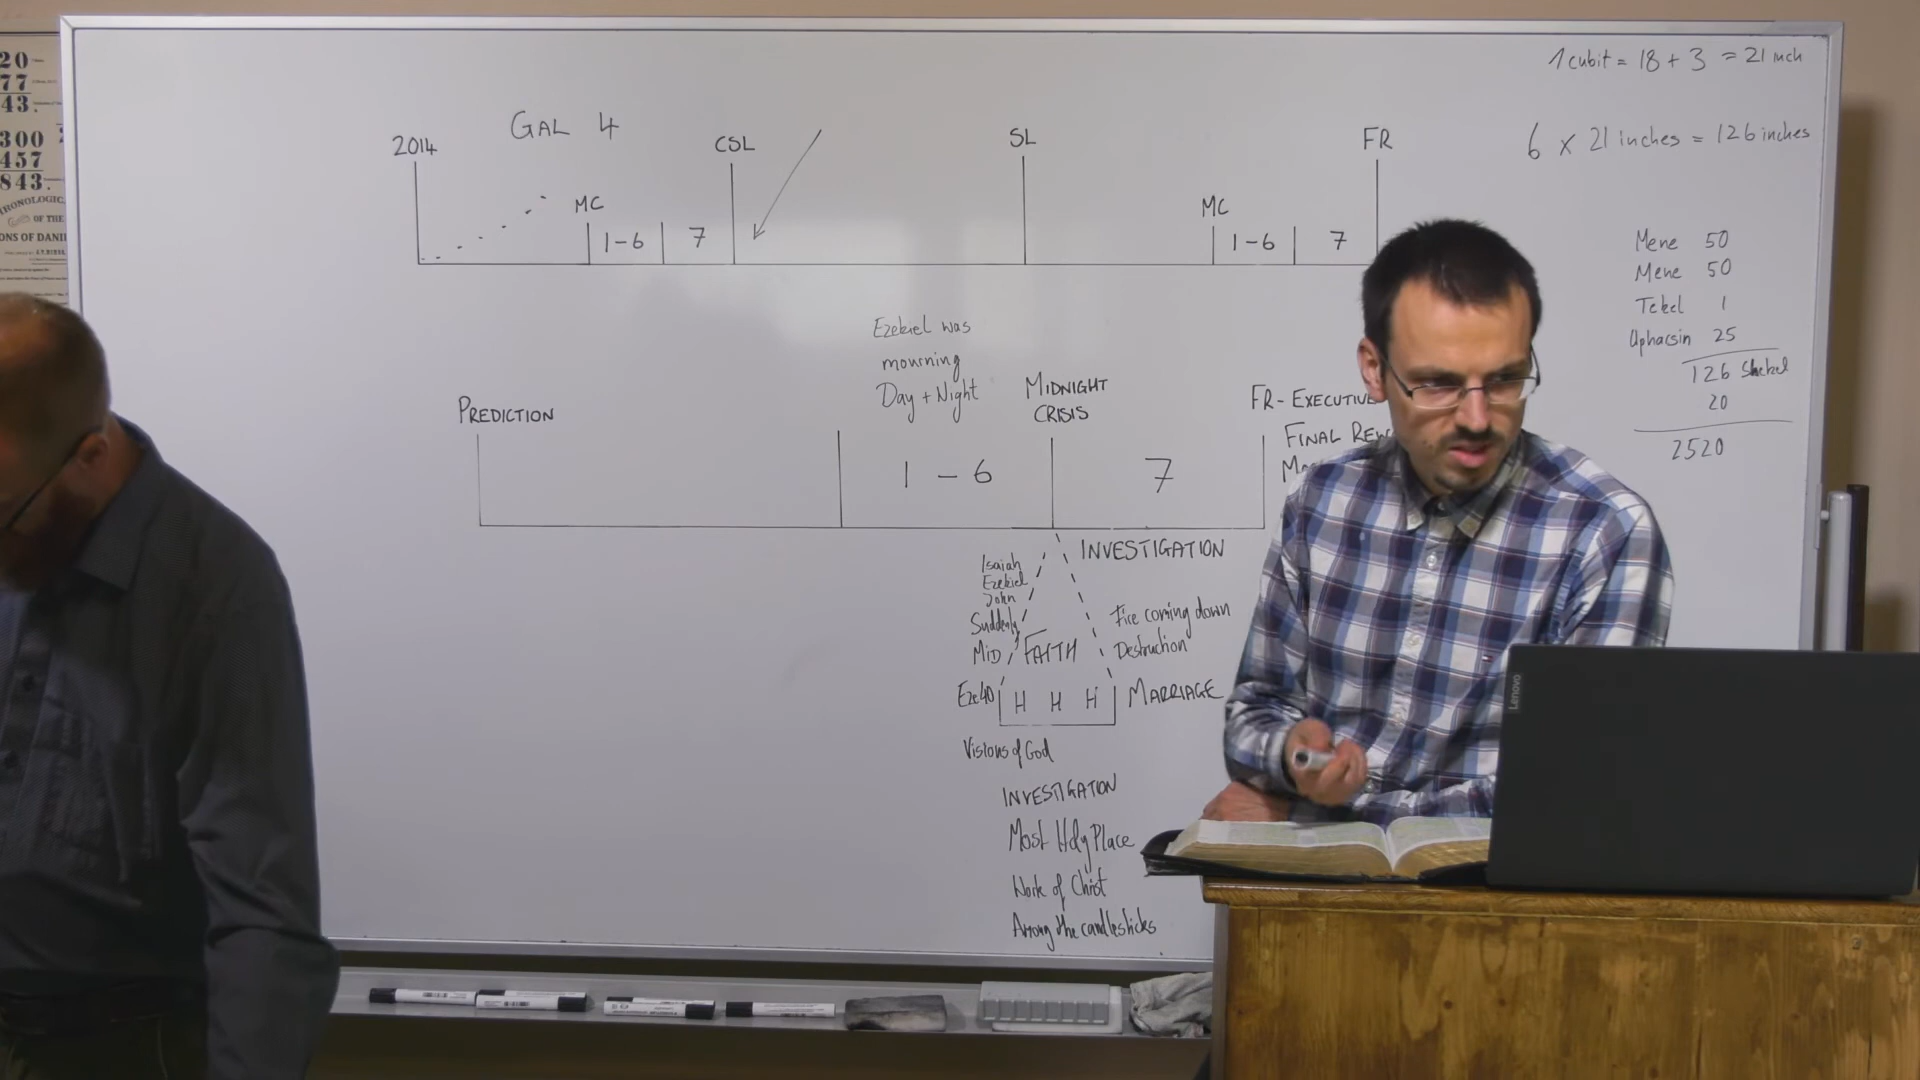 20
77
43.
300
457
843.
OF THE
1 cubit = 18 + 3 = 21 inch
6 x 21 inches = 126 inches
GAL 4
2014
CSL
SL
FR
MC
1-6
7
MC
1-6
7
Mene 50
Mene 50
Tekel 1
Uphacsin 25
126 Shekel
20
2520
Ezekiel was
mourning
Day + Night
PREDICTION
MIDNIGHT
CRISIS
FR - EXECUTIVE
FINAL REW
1 - 6
7
INVESTIGATION
Isaiah
Ezekiel
John
Suddenly
MID
FAITH
Fire coming down
Destruction
Eze40
H H H
MARRIAGE
Visions of God
INVESTIGATION
Most Holy Place
Work of Christ
Among the candlesticks
Lenovo